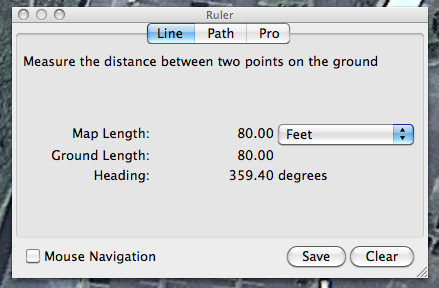 Ruler
Line Path Pro
Measure the distance between two points on the ground
Map Length: 80.00 Feet
Ground Length: 80.00
Heading: 359.40 degrees
Mouse Navigation Save Clear